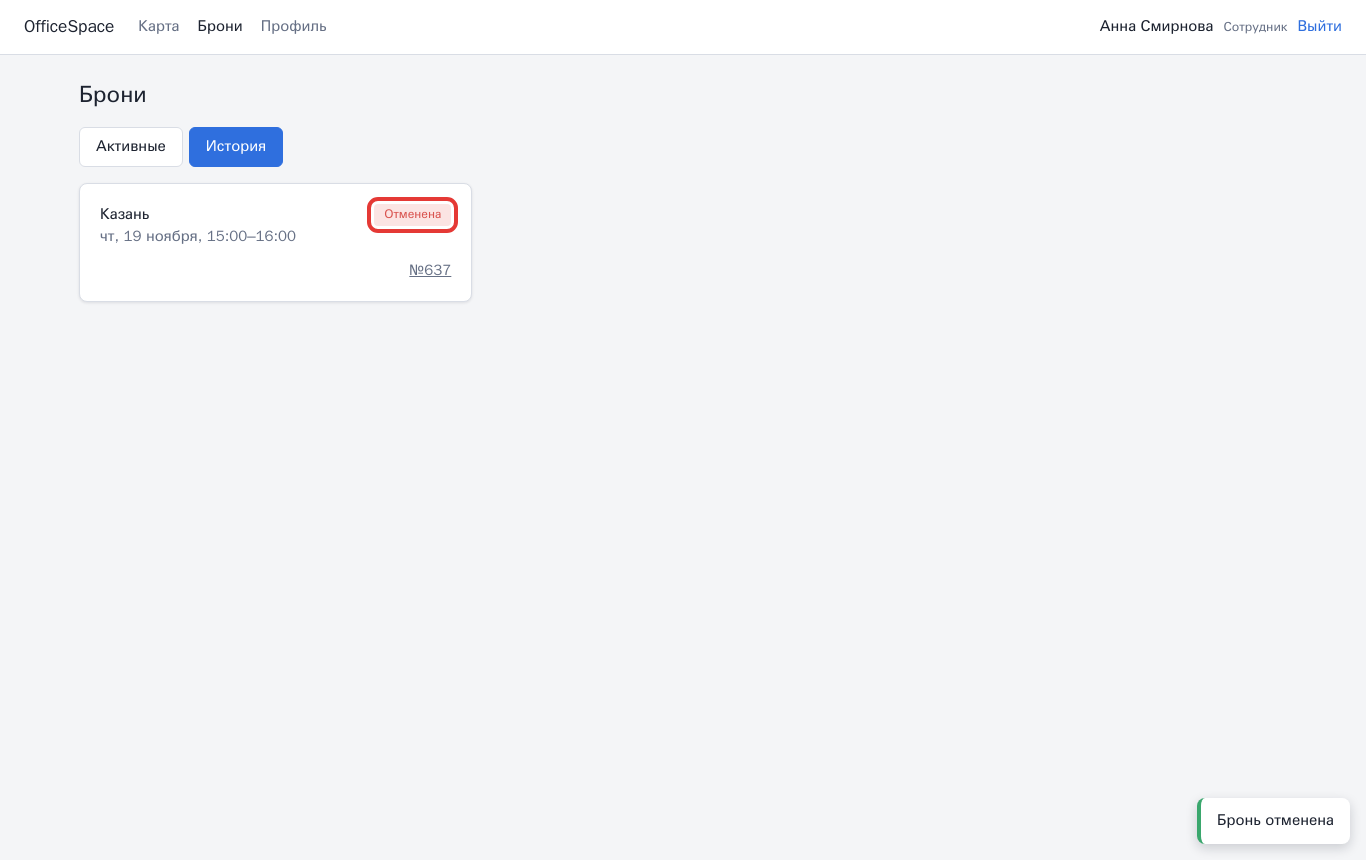 OfficeSpace Карта Брони Профиль Анна Смирнова Сотрудник Выйти
Брони
Активные История
Казань Отменена
чт, 19 ноября, 15:00–16:00
№637
Бронь отменена